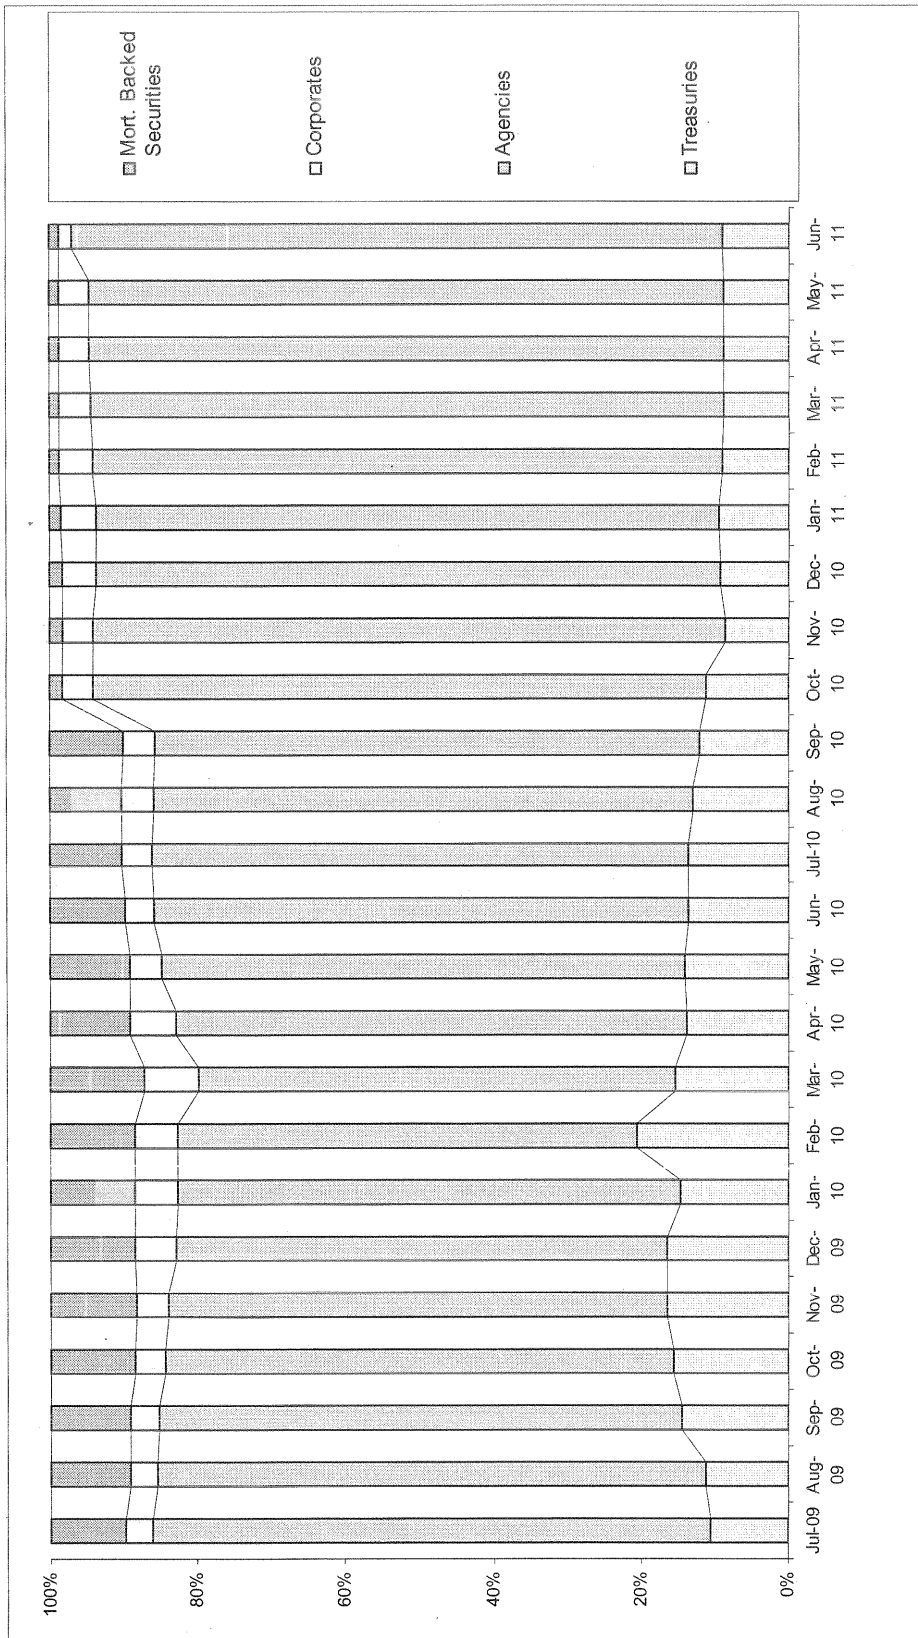 Mort. Backed
Securities
Corporates
Agencies
Treasuries
100%
80%
60%
40%
20%
0%
Jul-09
Aug-
09
Sep-
09
Oct-
09
Nov-
09
Dec-
09
Jan-
10
Feb-
10
Mar-
10
Apr-
10
May-
10
Jun-
10
Jul-10
Aug-
10
Sep-
10
Oct-
10
Nov-
10
Dec-
10
Jan-
11
Feb-
11
Mar-
11
Apr-
11
May-
11
Jun-
11